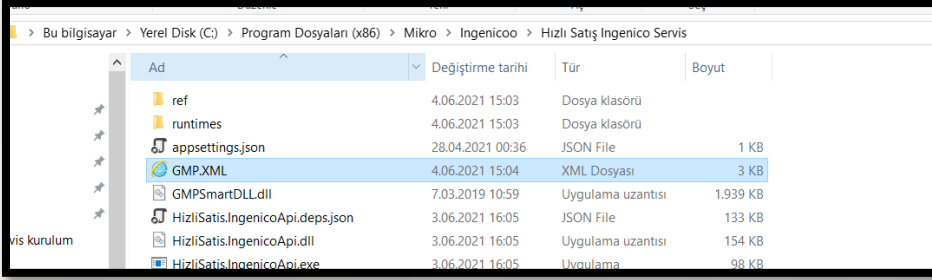 Bu bilgisayar > Yerel Disk (C:) > Program Dosyaları (x86) > Mikro > Ingenicoo > Hızlı Satış Ingenico Servis
Ad Değiştirme tarihi Tür Boyut
ref 4.06.2021 15:03 Dosya klasörü
runtimes 4.06.2021 15:03 Dosya klasörü
appsettings.json 28.04.2021 00:36 JSON File 1 KB
GMP.XML 4.06.2021 15:04 XML Dosyası 3 KB
GMPSmartDLL.dll 7.03.2019 10:59 Uygulama uzantısı 1.939 KB
HizliSatis.IngenicoApi.deps.json 3.06.2021 16:05 JSON File 133 KB
vis kurulum
HizliSatis.IngenicoApi.dll 3.06.2021 16:05 Uygulama uzantısı 154 KB
HizliSatis.IngenicoApi.exe 3.06.2021 16:05 Uygulama 98 KB